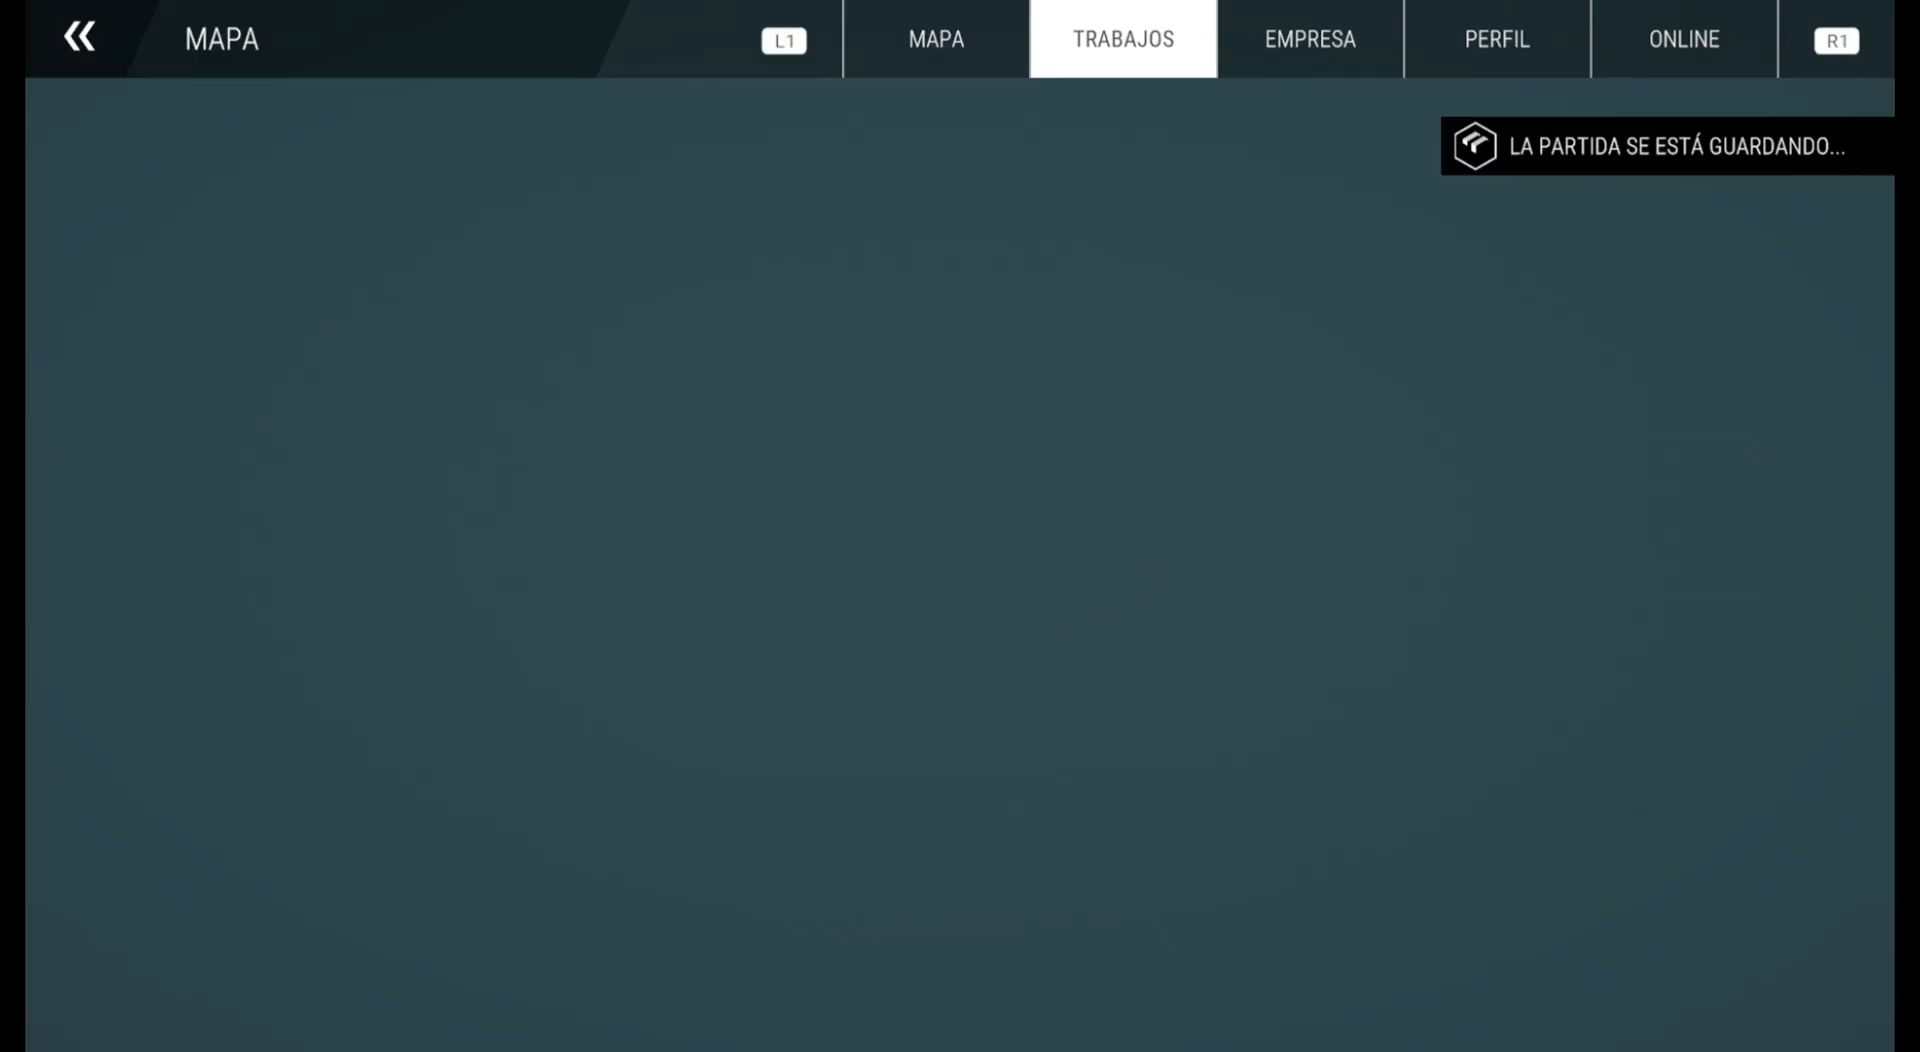 MAPA
L1
MAPA
TRABAJOS
EMPRESA
PERFIL
ONLINE
R1
LA PARTIDA SE ESTÁ GUARDANDO...